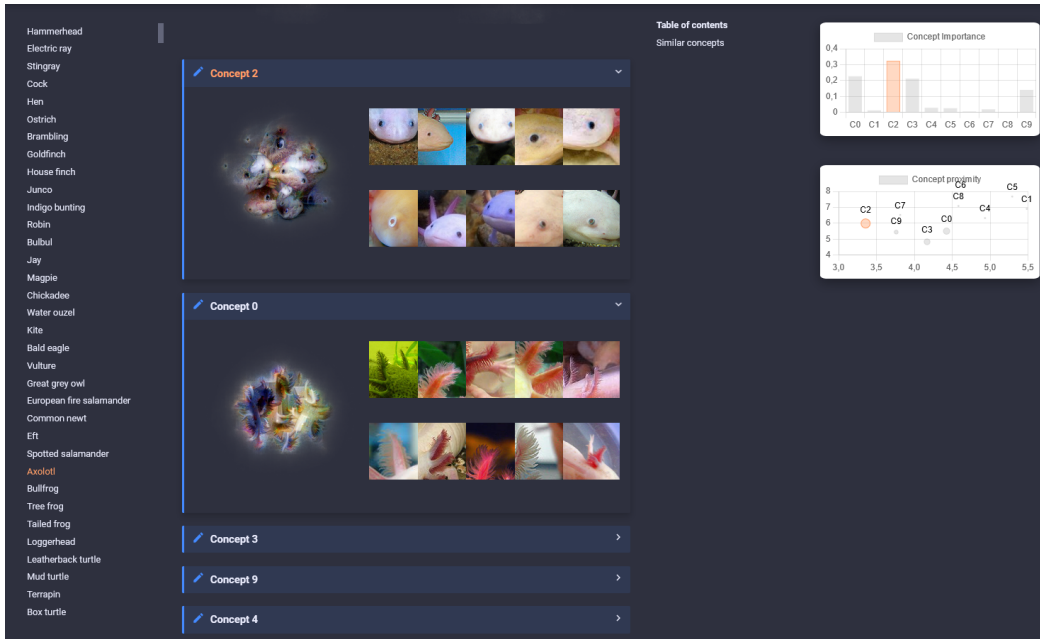 Hammerhead
Electric ray
Stingray
Cock
Hen
Ostrich
Brambling
Goldfinch
House finch
Junco
Indigo bunting
Robin
Bulbul
Jay
Magpie
Chickadee
Water ouzel
Kite
Bald eagle
Vulture
Great grey owl
European fire salamander
Common newt
Eft
Spotted salamander
Axolotl
Bullfrog
Tree frog
Tailed frog
Loggerhead
Leatherback turtle
Mud turtle
Terrapin
Box turtle
Concept 2
Concept 0
Concept 3
Concept 9
Concept 4
Table of contents
Similar concepts
Concept Importance
0,4
0,3
0,2
0,1
0
C0 C1 C2 C3 C4 C5 C6 C7 C8 C9
Concept proximity
8
7
6
5
4
C6
C5
C8
C1
C7
C2
C4
C9
C0
C3
3,0 3,5 4,0 4,5 5,0 5,5